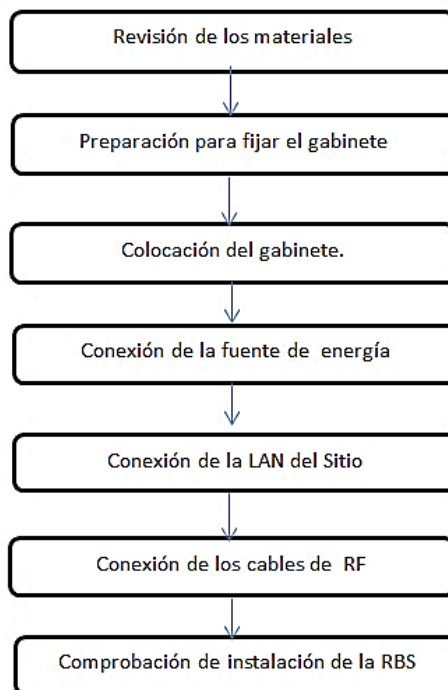 Revisión de los materiales
Preparación para fijar el gabinete
Colocación del gabinete.
Conexión de la fuente de energía
Conexión de la LAN del Sitio
Conexión de los cables de RF
Comprobación de instalación de la RBS